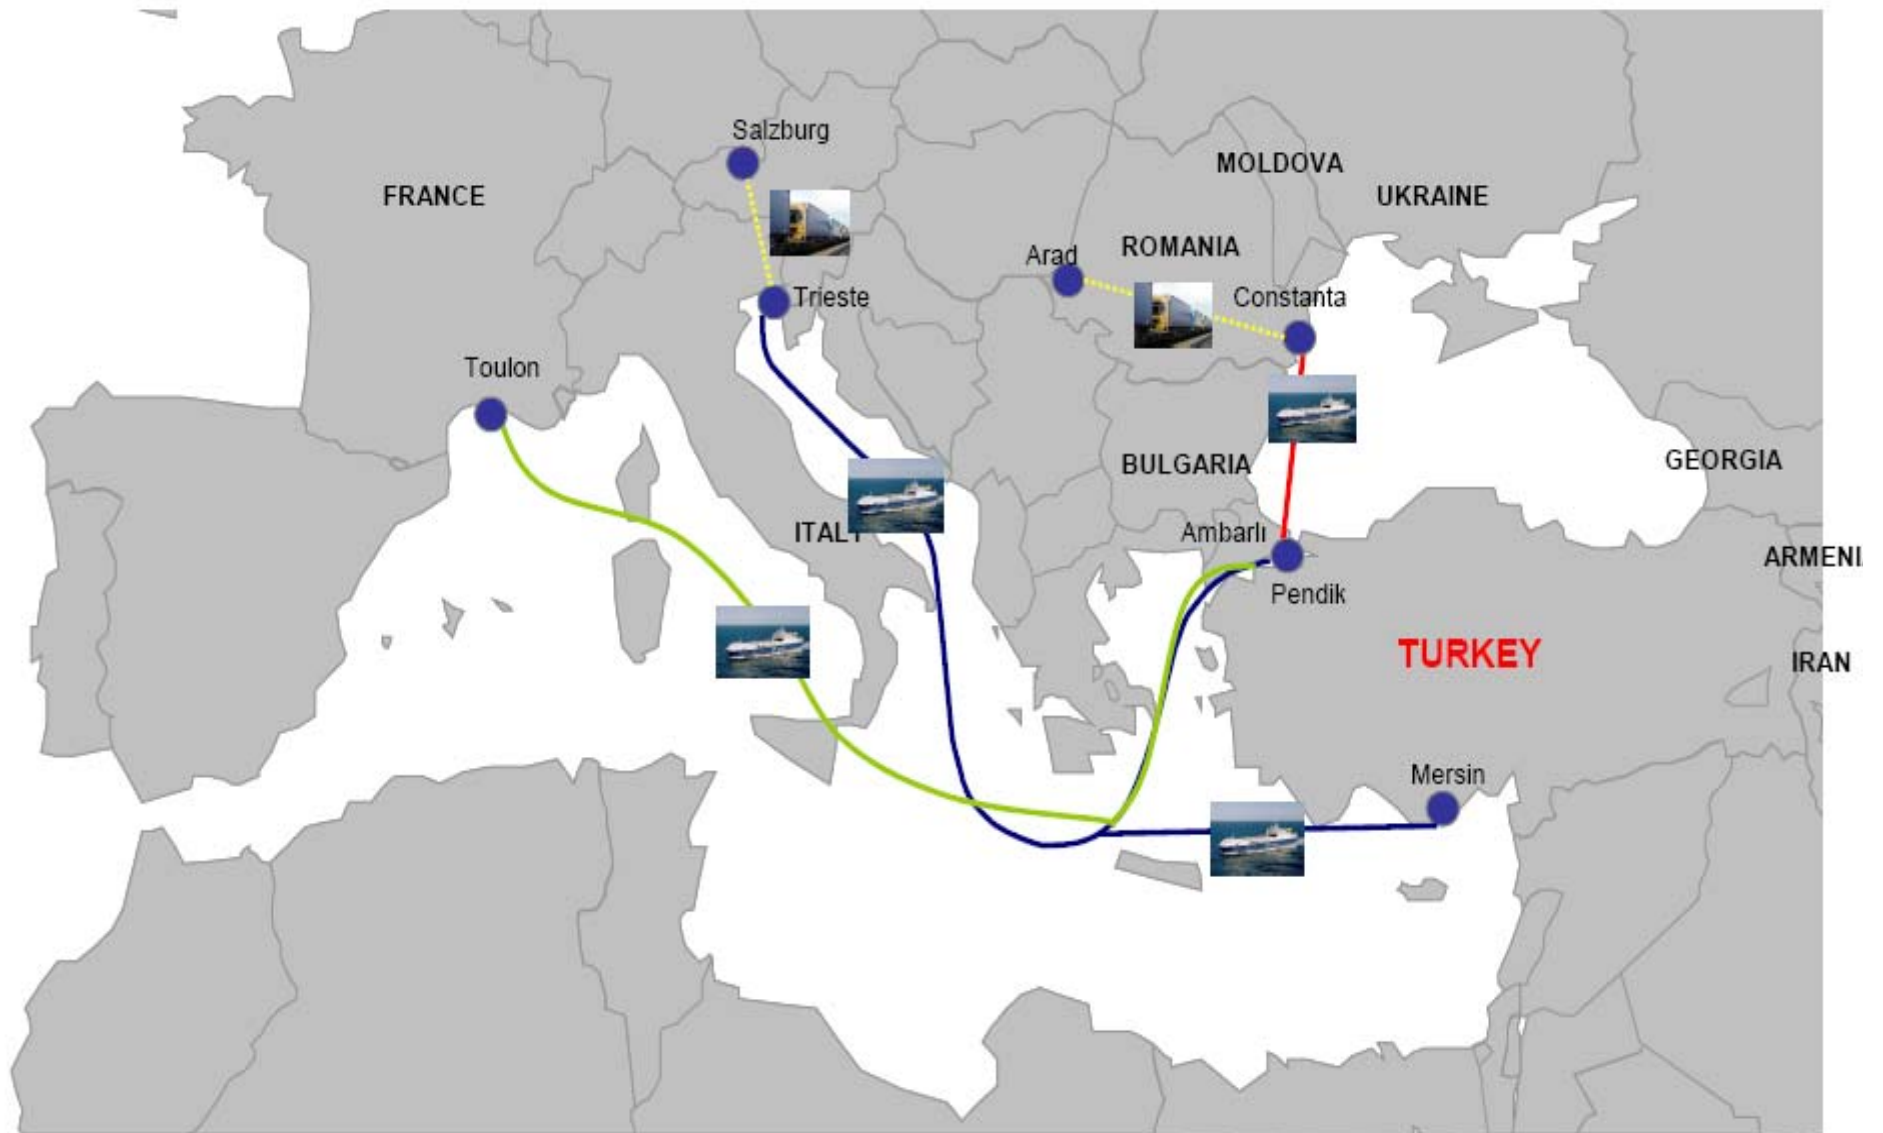 Salzburg
MOLDOVA
FRANCE
UKRAINE
Arad
ROMANIA
Trieste
Constanta
Toulon
BULGARIA
GEORGIA
ITALY
Ambarlı
ARMENI
Pendik
TURKEY
IRAN
Mersin